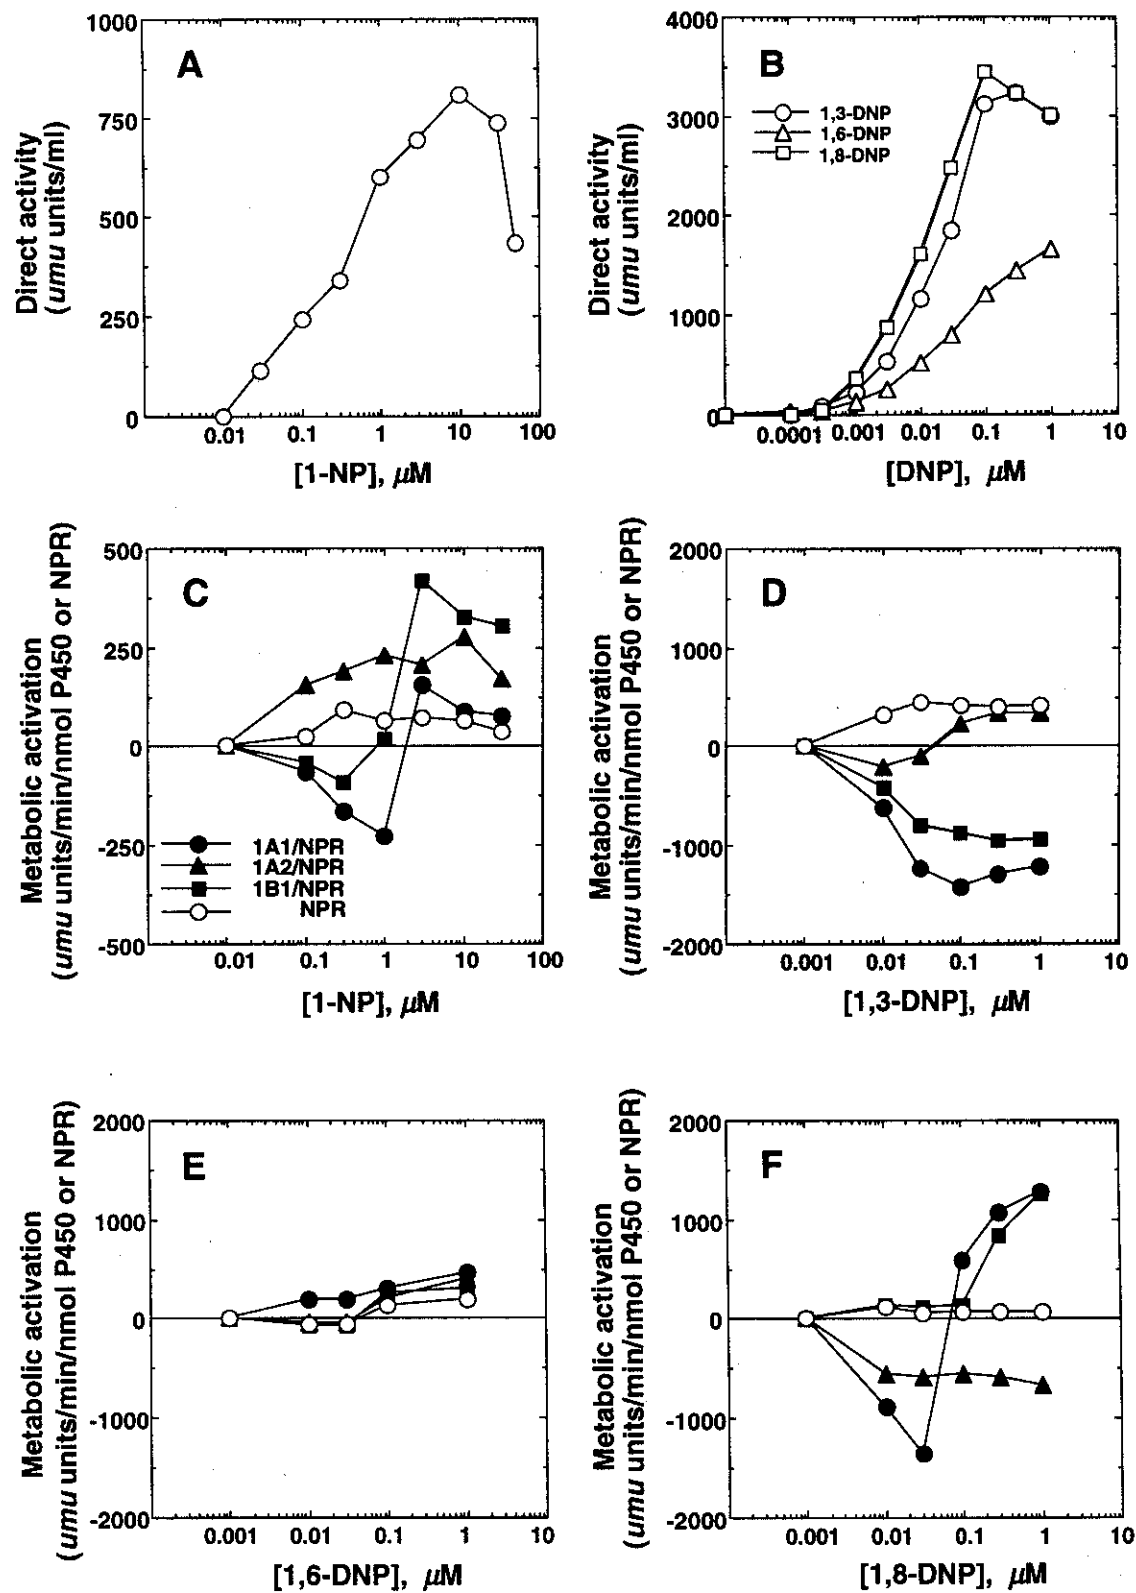 A
1000
750
500
250
0
Direct activity
(umu units/ml)
0.01 0.1 1 10 100
[1-NP], μM
B
4000
3000
2000
1000
0
Direct activity
(umu units/ml)
1,3-DNP
1,6-DNP
1,8-DNP
0.0001 0.001 0.01 0.1 1 10
[DNP], μM
C
500
250
0
-250
-500
Metabolic activation
(umu units/min/nmol P450 or NPR)
1A1/NPR
1A2/NPR
1B1/NPR
NPR
0.01 0.1 1 10 100
[1-NP], μM
D
2000
1000
0
-1000
-2000
Metabolic activation
(umu units/min/nmol P450 or NPR)
0.001 0.01 0.1 1 10
[1,3-DNP], μM
E
2000
1000
0
-1000
-2000
Metabolic activation
(umu units/min/nmol P450 or NPR)
0.001 0.01 0.1 1 10
[1,6-DNP], μM
F
2000
1000
0
-1000
-2000
Metabolic activation
(umu units/min/nmol P450 or NPR)
0.001 0.01 0.1 1 10
[1,8-DNP], μM